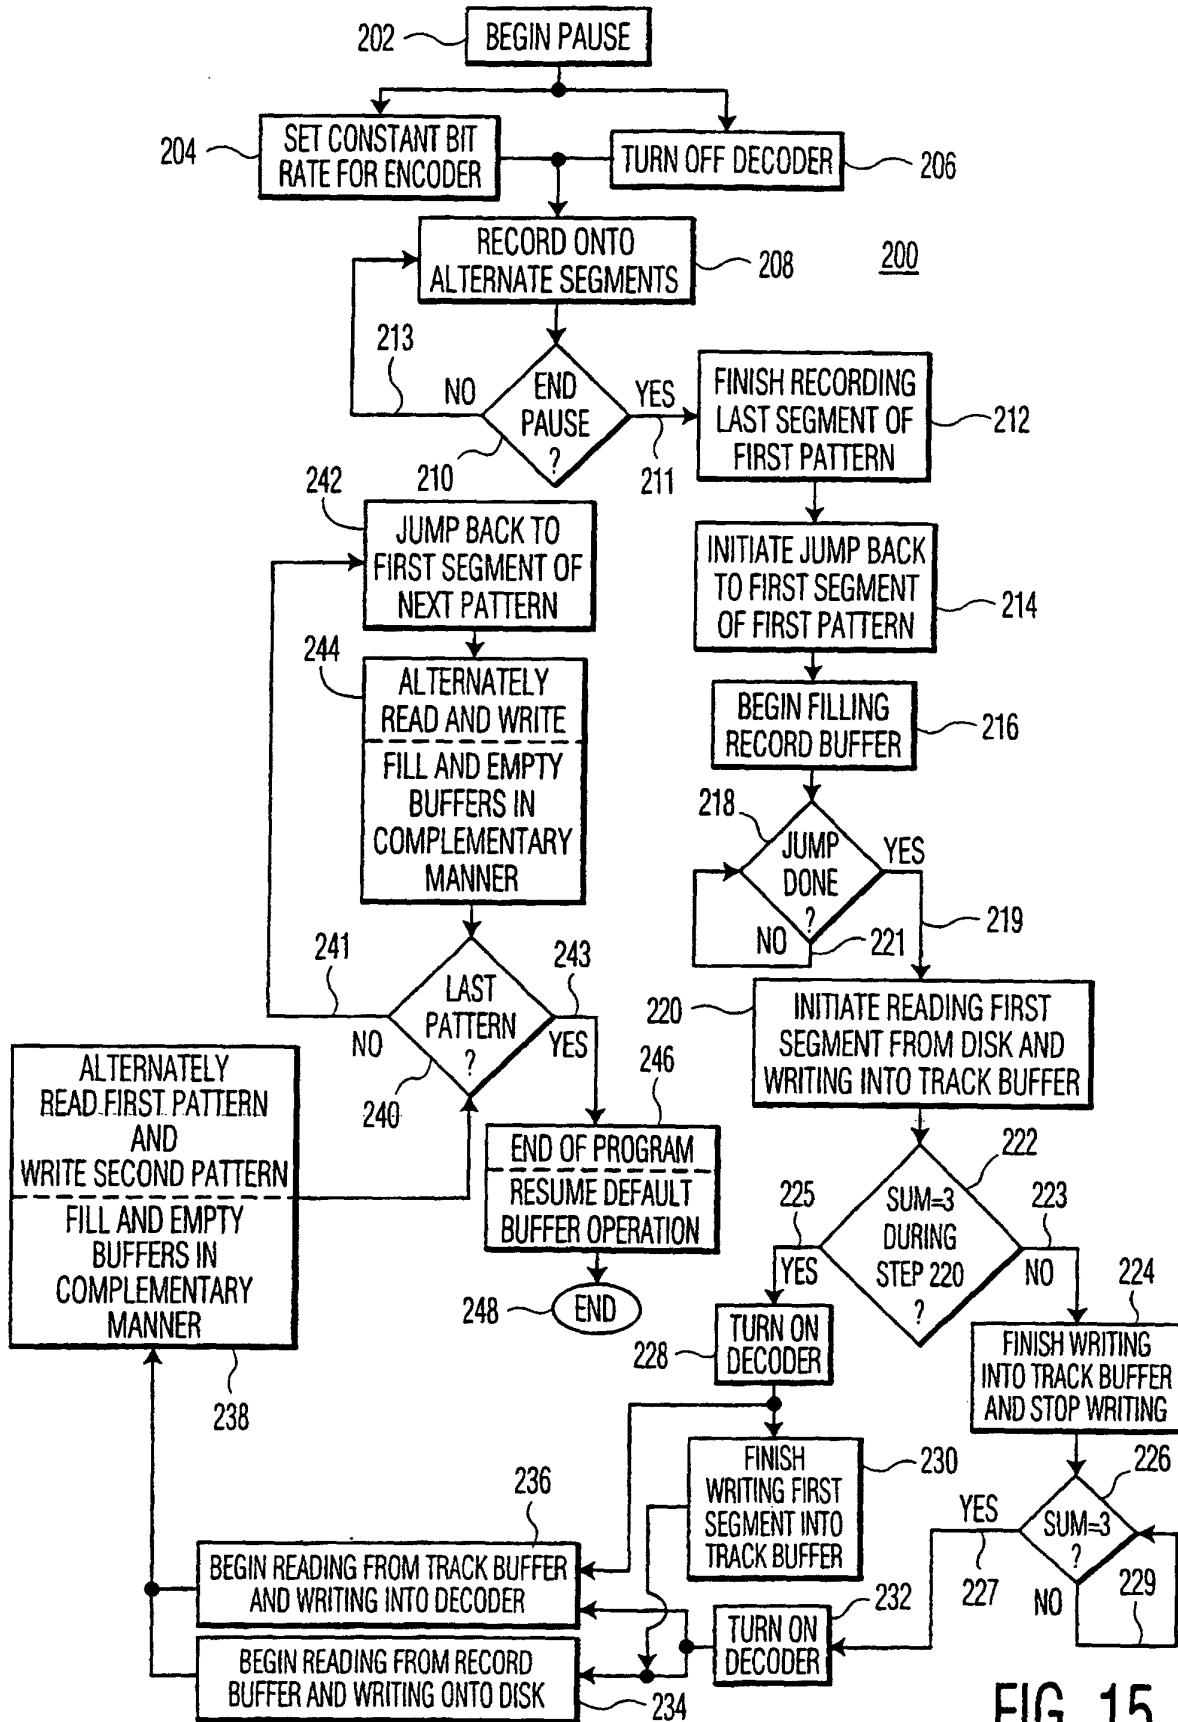 202
BEGIN PAUSE
204
SET CONSTANT BIT
RATE FOR ENCODER
TURN OFF DECODER
206
RECORD ONTO
ALTERNATE SEGMENTS
208
200
213
NO
END
PAUSE
?
YES
210
211
FINISH RECORDING
LAST SEGMENT OF
FIRST PATTERN
212
242
JUMP BACK TO
FIRST SEGMENT OF
NEXT PATTERN
INITIATE JUMP BACK
TO FIRST SEGMENT
OF FIRST PATTERN
214
244
ALTERNATELY
READ AND WRITE
FILL AND EMPTY
BUFFERS IN
COMPLEMENTARY
MANNER
BEGIN FILLING
RECORD BUFFER
216
218
JUMP
DONE
?
YES
NO
221
219
241
LAST
PATTERN
?
243
NO
YES
240
220
INITIATE READING FIRST
SEGMENT FROM DISK AND
WRITING INTO TRACK BUFFER
ALTERNATELY
READ FIRST PATTERN
AND
WRITE SECOND PATTERN
FILL AND EMPTY
BUFFERS IN
COMPLEMENTARY
MANNER
238
246
END OF PROGRAM
RESUME DEFAULT
BUFFER OPERATION
248
END
222
225
SUM=3
DURING
STEP 220
?
223
YES
NO
224
228
TURN ON
DECODER
FINISH WRITING
INTO TRACK BUFFER
AND STOP WRITING
230
FINISH
WRITING FIRST
SEGMENT INTO
TRACK BUFFER
226
YES
SUM=3
?
227
NO
229
236
BEGIN READING FROM TRACK BUFFER
AND WRITING INTO DECODER
232
TURN ON
DECODER
BEGIN READING FROM RECORD
BUFFER AND WRITING ONTO DISK
234
FIG. 15